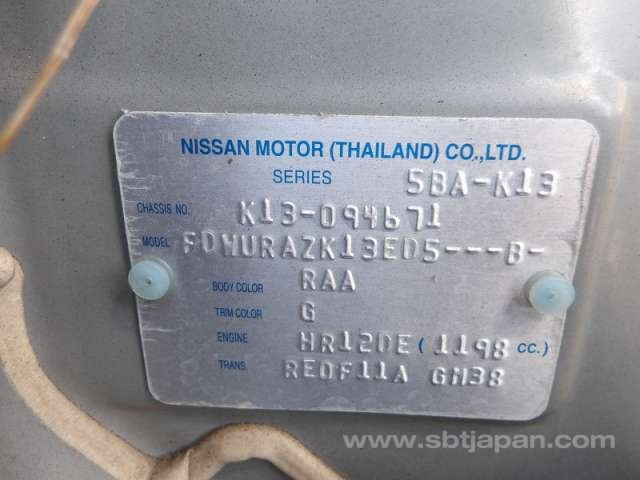 NISSAN MOTOR (THAILAND) CO.,LTD.
SERIES 5BA-K13
CHASSIS NO. K13-094671
MODEL FDMURAZK13ED5---B-
BODY COLOR RAA
TRIM COLOR G
ENGINE HR12DE ( 1198 CC.)
TRANS. RE0F11A GM38
www.sbtjapan.com